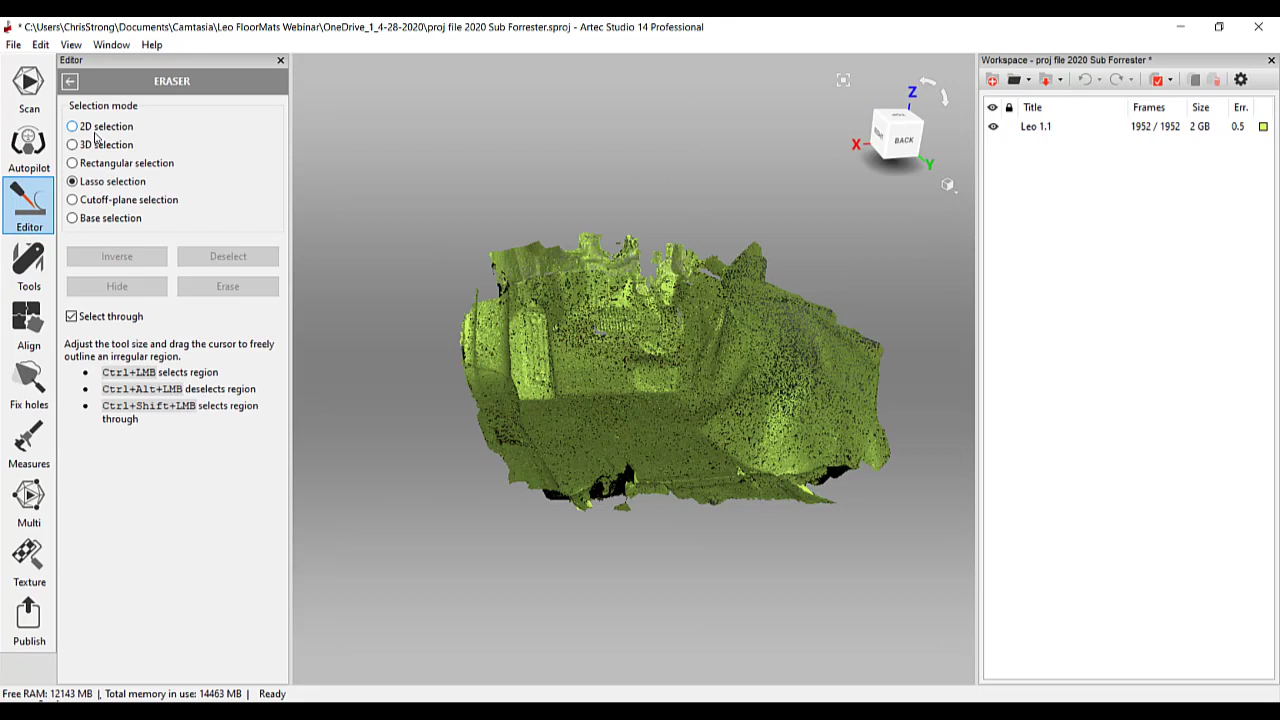 * C:\Users\ChrisStrong\Documents\Camtasia\Leo FloorMats Webinar\OneDrive_1_4-28-2020\proj file 2020 Sub Forrester.sproj - Artec Studio 14 Professional
File Edit View Window Help
Editor
Workspace - proj file 2020 Sub Forrester *
ERASER
Scan
Autopilot
Editor
Tools
Align
Fix holes
Measures
Multi
Texture
Publish
Selection mode
2D selection
3D selection
Rectangular selection
Lasso selection
Cutoff-plane selection
Base selection
Inverse Deselect
Hide Erase
Select through
Adjust the tool size and drag the cursor to freely
outline an irregular region.
Ctrl+LMB selects region
Ctrl+Alt+LMB deselects region
Ctrl+Shift+LMB selects region
through
Z
X
Y
BACK
Title Frames Size Err.
Leo 1.1 1952 / 1952 2 GB 0.5
Free RAM: 12143 MB | Total memory in use: 14463 MB | Ready